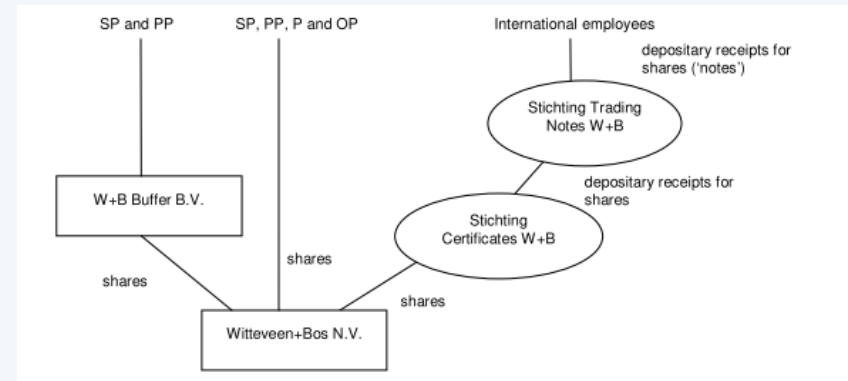 SP and PP
SP, PP, P and OP
International employees
depositary receipts for
shares ('notes')
Stichting Trading
Notes W+B
depositary receipts for
shares
W+B Buffer B.V.
Stichting
Certificates W+B
shares
shares
shares
Witteveen+Bos N.V.